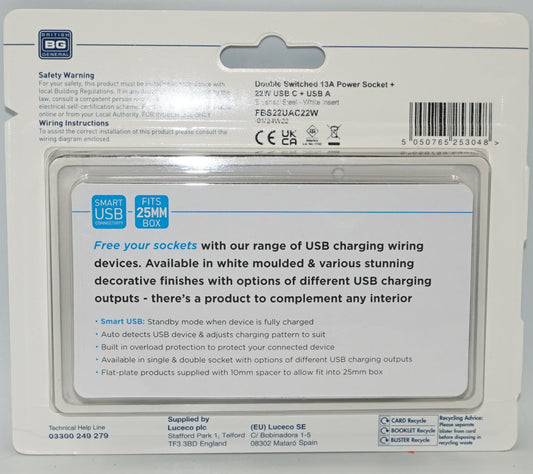 BRITISH
BG
GENERAL
Safety Warning
For your safety, this product must be installed in accordance with
local Building Regulations. If in any
law, consult a competent person
electrical self-certification scheme.
online or from your Local Authority. FOR INDOOR USE ONLY
Wiring Instructions
To assist the correct installation of this product please consult the
wiring diagram enclosed.
Double Switched 13A Power Socket +
22W USB C + USB A
Brushed Steel - White Insert
FBS22UAC22W
CE UK CA
5 050765 253048 >
SMART
USB
CONNECTIVITY
FITS
25MM
BOX
Free your sockets with our range of USB charging wiring
devices. Available in white moulded & various stunning
decorative finishes with options of different USB charging
outputs - there's a product to complement any interior
• Smart USB: Standby mode when device is fully charged
• Auto detects USB device & adjusts charging pattern to suit
• Built in overload protection to protect your connected device
• Available in single & double socket with options of different USB charging outputs
• Flat-plate products supplied with 10mm spacer to allow fit into 25mm box
Technical Help Line
03300 249 279
Supplied by
Luceco plc
Stafford Park 1, Telford
TF3 3BD England
(EU) Luceco SE
C/ Bobinadora 1-5
08302 Mataró Spain
CARD Recycle
BOOKLET Recycle
BLISTER Recycle
Recycling Advice:
Please separate
blister from card
before disposing in
recycling waste